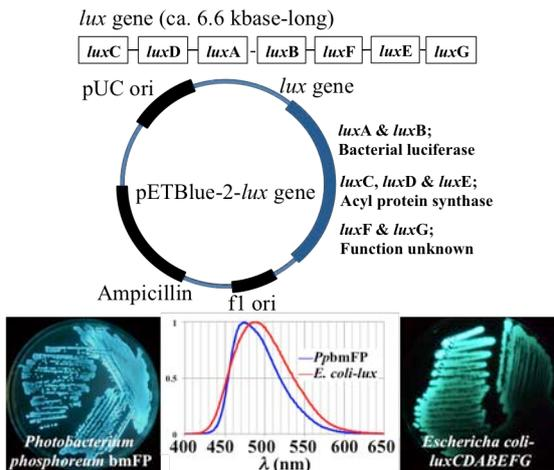 lux gene (ca. 6.6 kbase-long)
luxC luxD luxA luxB luxF luxE luxG
pUC ori
lux gene
luxA & luxB;
Bacterial luciferase
luxC, luxD & luxE;
Acyl protein synthase
luxF & luxG;
Function unknown
pETBlue-2-lux gene
Ampicillin
f1 ori
Photobacterium
phosphoreum bmFP
1
0.5
0
400 450 500 550 600 650
λ (nm)
PpbmFP
E. coli-lux
Eschericha coli-
luxCDABEFG